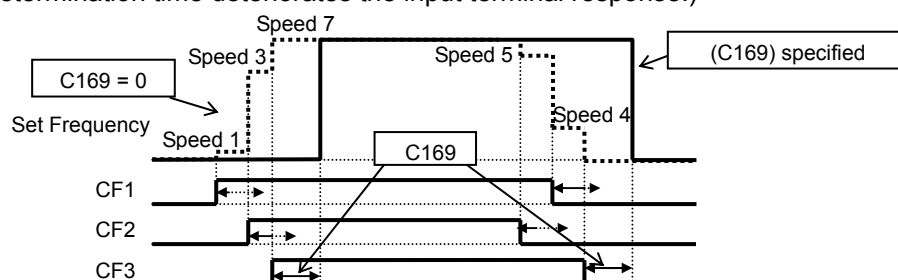 etermination time deteriorates the input terminal response.)
Speed 7
Speed 3
Speed 5
(C169) specified
C169 = 0
Set Frequency
Speed 1
Speed 4
C169
CF1
CF2
CF3